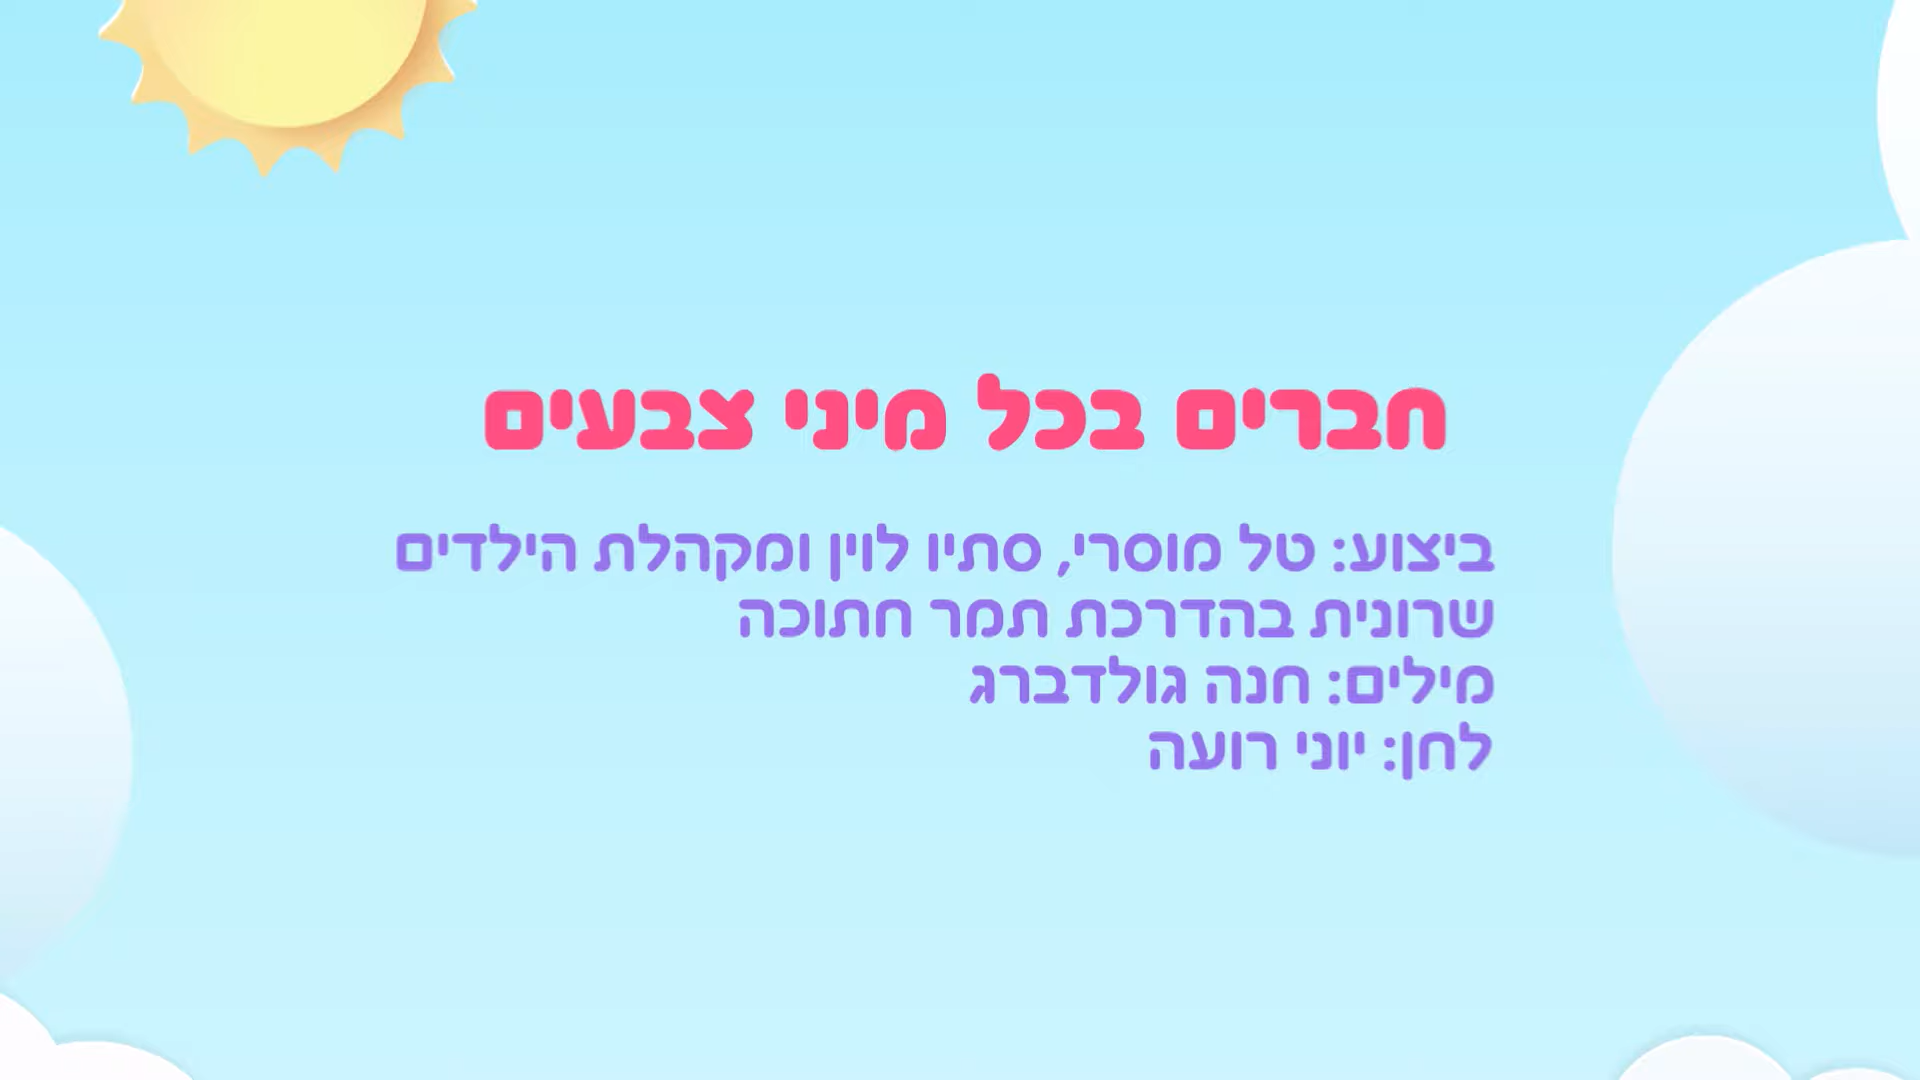 חברים בכל מיני צבעים
ביצוע: טל מוסרי, סתיו לוין ומקהלת הילדים
שרונית בהדרכת תמר חתוכה
מילים: חנה גולדברג
לחן: יוני רועה